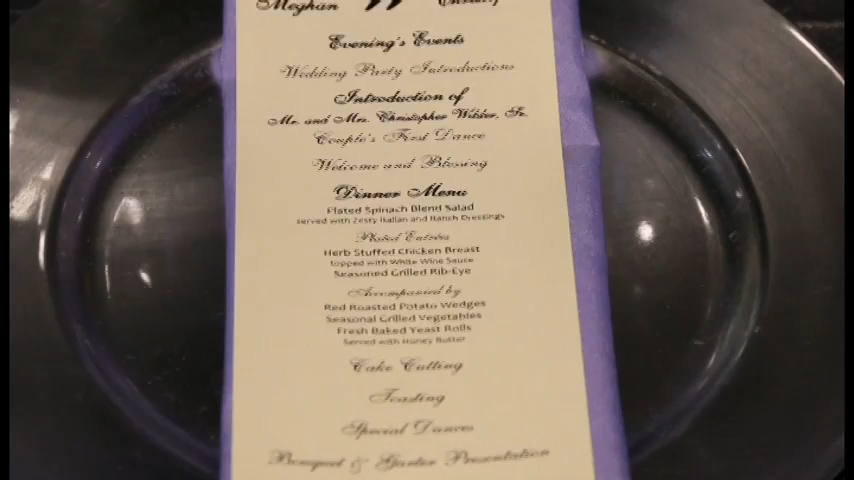 Meghan
Evening's Events
Wedding Party Introductions
Introduction of
Mr. and Mrs. Christopher Wilder, Sr.
Couple's First Dance
Welcome and Blessing
Dinner Menu
Plated Spinach Blend Salad
served with Zesty Italian and Ranch Dressings
Plated Entrées
Herb Stuffed Chicken Breast
topped with White Wine Sauce
Seasoned Grilled Rib-Eye
Accompanied by
Red Roasted Potato Wedges
Seasonal Grilled Vegetables
Fresh Baked Yeast Rolls
Served with Honey Butter
Cake Cutting
Toasting
Special Dances
Bouquet & Garter Presentation